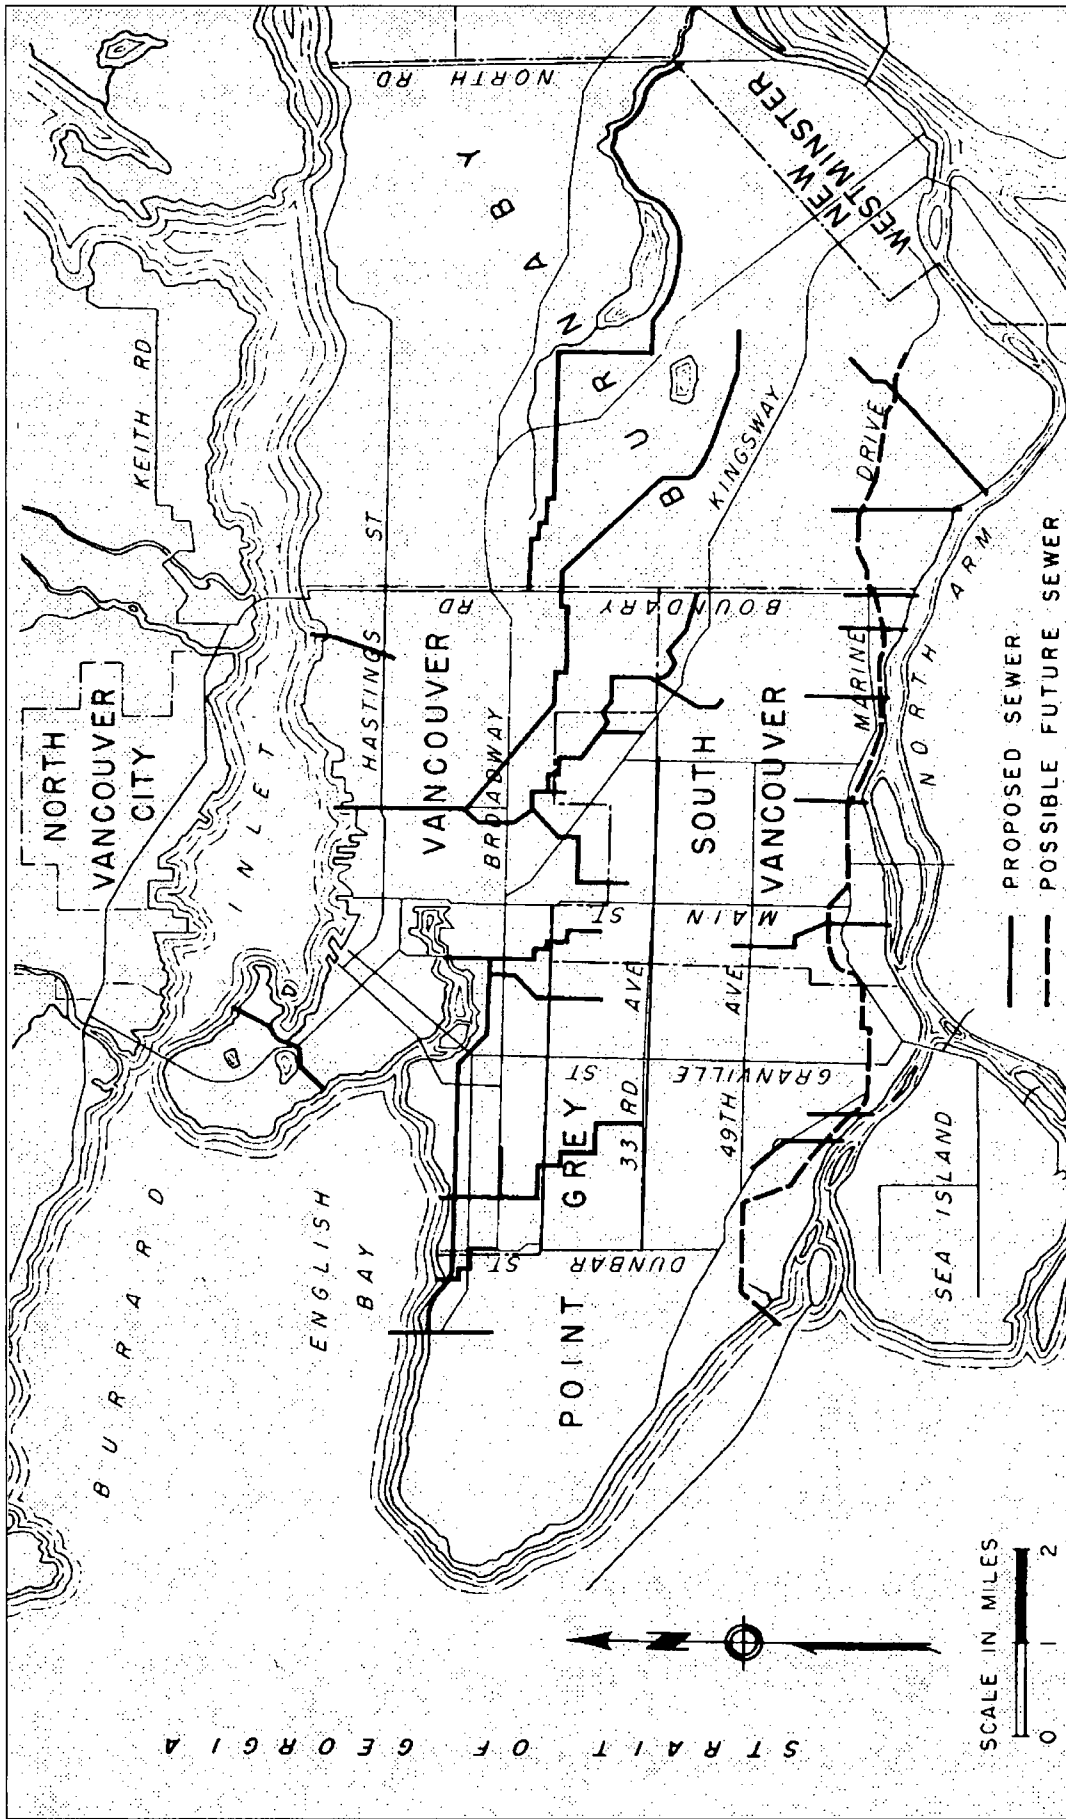 NORTH
VANCOUVER
CITY
KEITH RD
NORTH RD
BURRARD
INLET
HASTINGS ST
ENGLISH
BAY
VANCOUVER
BROADWAY
BURNABY
BOUNDARY RD
KINGSWAY
NEW
WESTMINSTER
POINT GREY
DUNBAR ST
33 RD AVE
49TH AVE
GRANVILLE ST
MAIN ST
SOUTH
VANCOUVER
MARINE DRIVE
NORTH ARM
SEA ISLAND
STRAIT OF GEORGIA
N
SCALE IN MILES
0 1 2
PROPOSED SEWER
POSSIBLE FUTURE SEWER